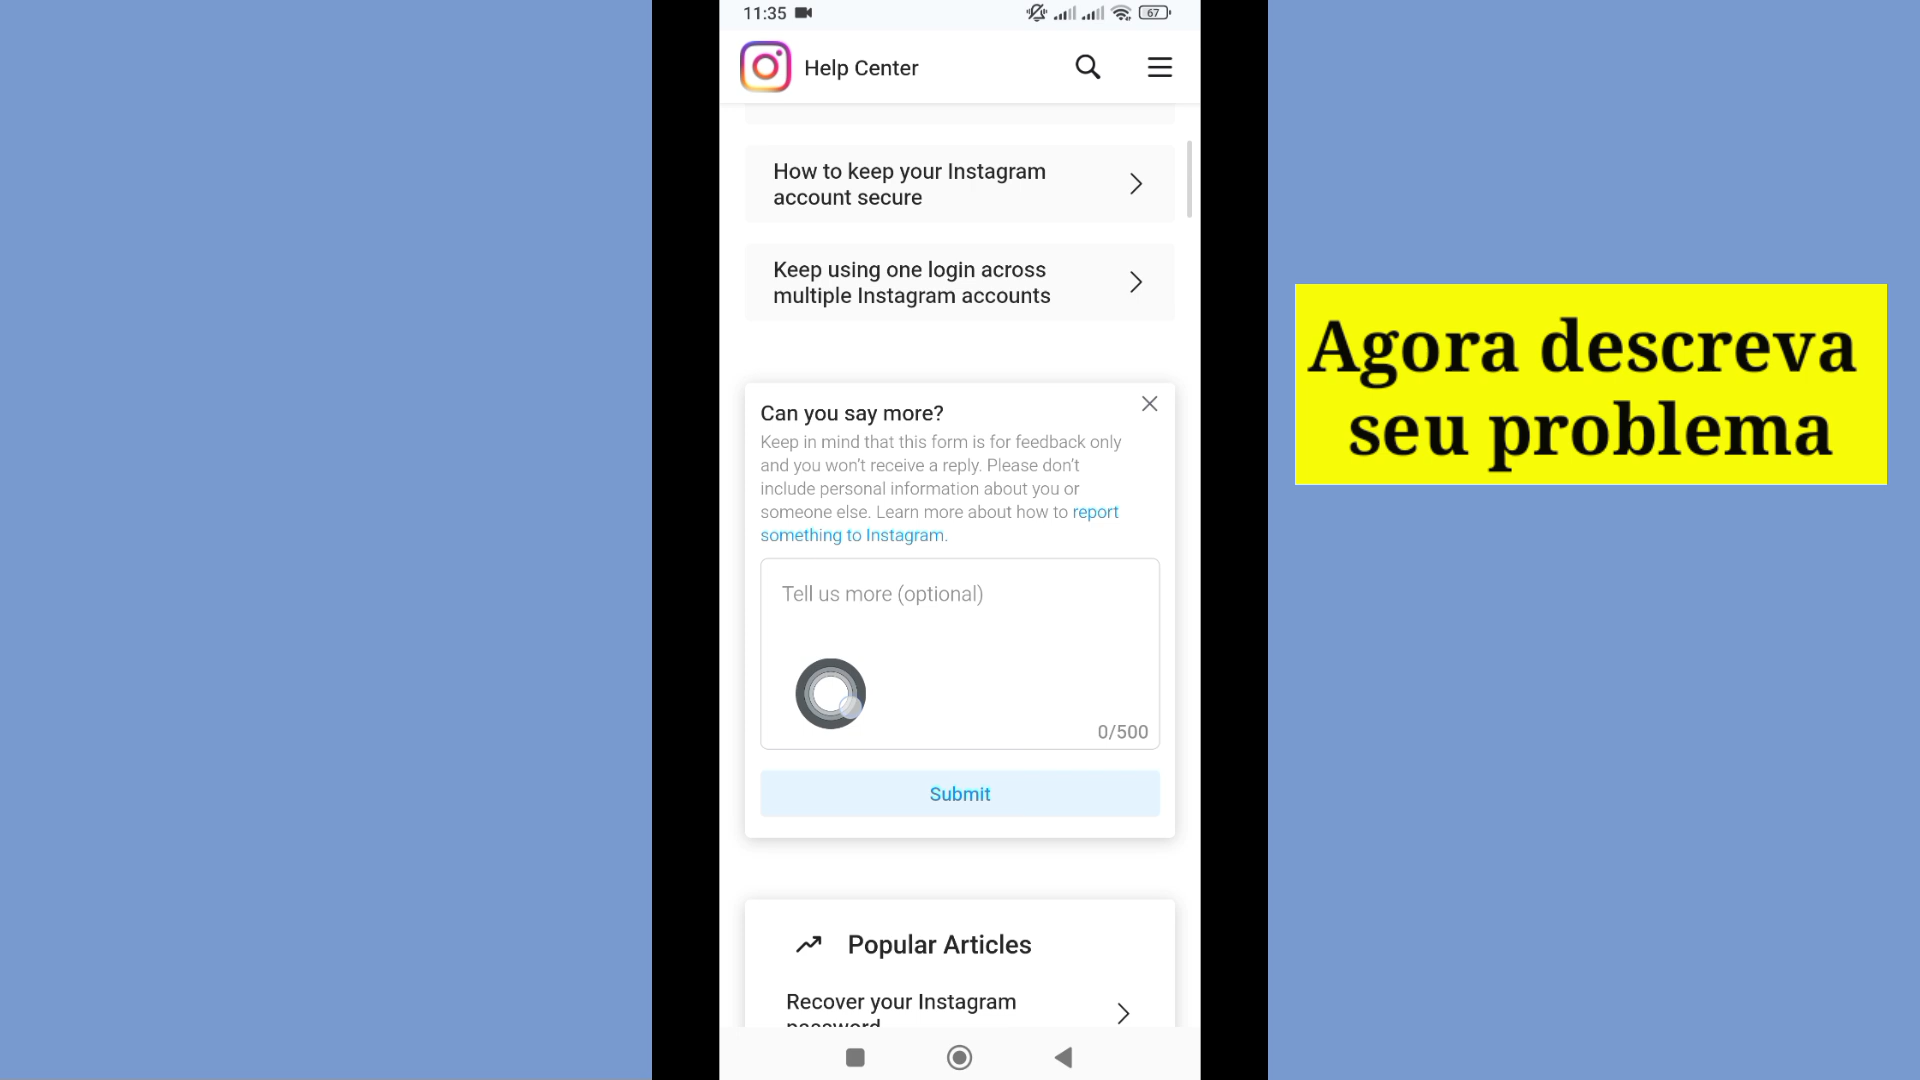 11:35
67
Help Center
How to keep your Instagram
account secure
Keep using one login across
multiple Instagram accounts
Can you say more?
Keep in mind that this form is for feedback only
and you won’t receive a reply. Please don’t
include personal information about you or
someone else. Learn more about how to report
something to Instagram.
Tell us more (optional)
0/500
Submit
Popular Articles
Recover your Instagram
password
Agora descreva
seu problema